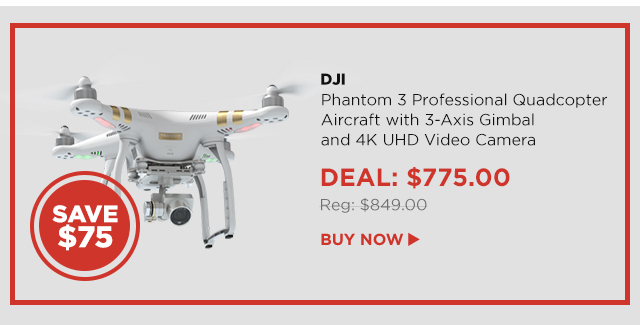 DJI
Phantom 3 Professional Quadcopter
Aircraft with 3-Axis Gimbal
and 4K UHD Video Camera
DEAL: $775.00
Reg: $849.00
BUY NOW ▶
SAVE
$75